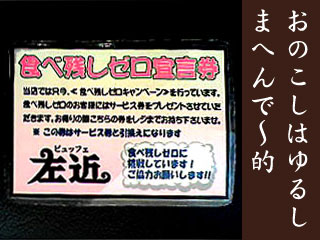 食べ残しゼロ宣言券
当店では只今、<食べ残しゼロキャンペーン>を行っています。
食べ残しゼロのお客様にはサービス券をプレゼントさせていた
だきます。お帰りの際こちらの券をレジまでお持ち下さいませ。
※ この券はサービス券と引換えになります
ビュッフェ
左近
食べ残しゼロに
挑戦しています!
ご協力お願いします!!
おのこしはゆるし
まへんで〜的